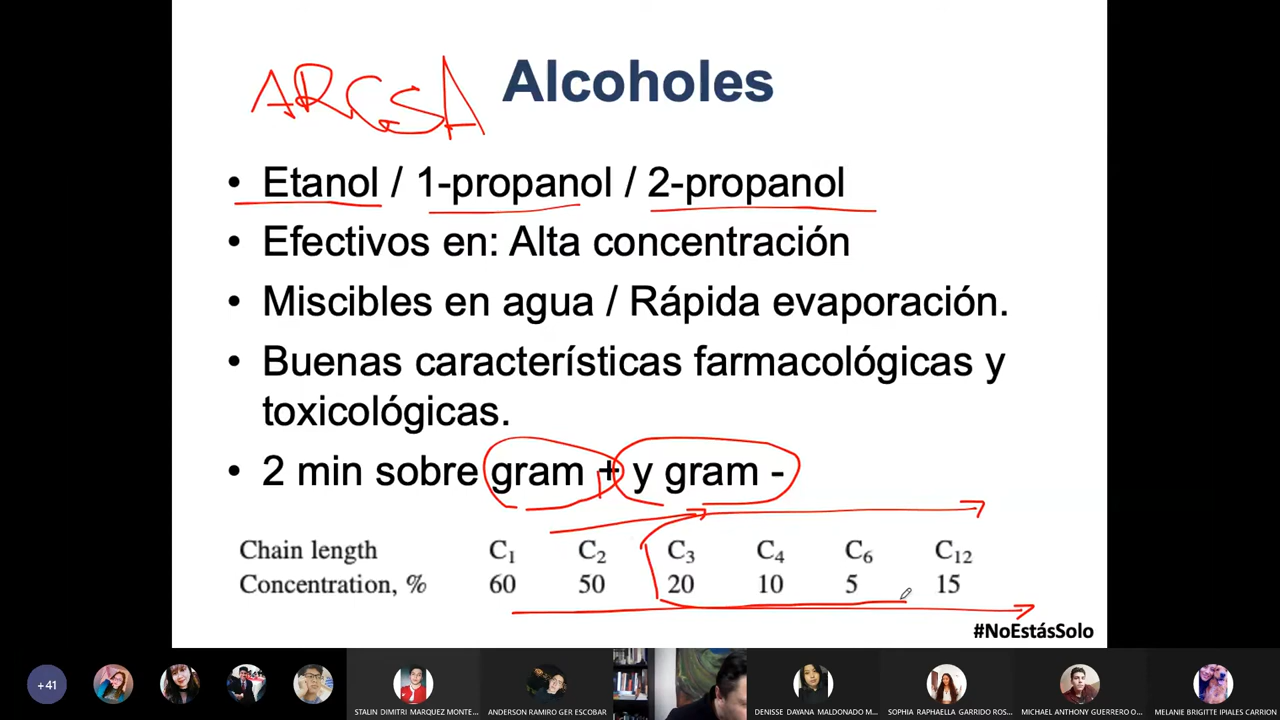 ARCSA Alcoholes
• Etanol / 1-propanol / 2-propanol
• Efectivos en: Alta concentración
• Miscibles en agua / Rápida evaporación.
• Buenas características farmacológicas y
toxicológicas.
• 2 min sobre gram + y gram -
Chain length C₁ C₂ C₃ C₄ C₆ C₁₂
Concentration, % 60 50 20 10 5 15
#NoEstásSolo
+41
STALIN DIMITRI MARQUEZ MONTE...
ANDERSON RAMIRO GER ESCOBAR
DENISSE DAYANA MALDONADO M...
SOPHIA RAPHAELLA GARRIDO ROS...
MICHAEL ANTHONY GUERRERO O...
MELANIE BRIGITTE IPIALES CARRION